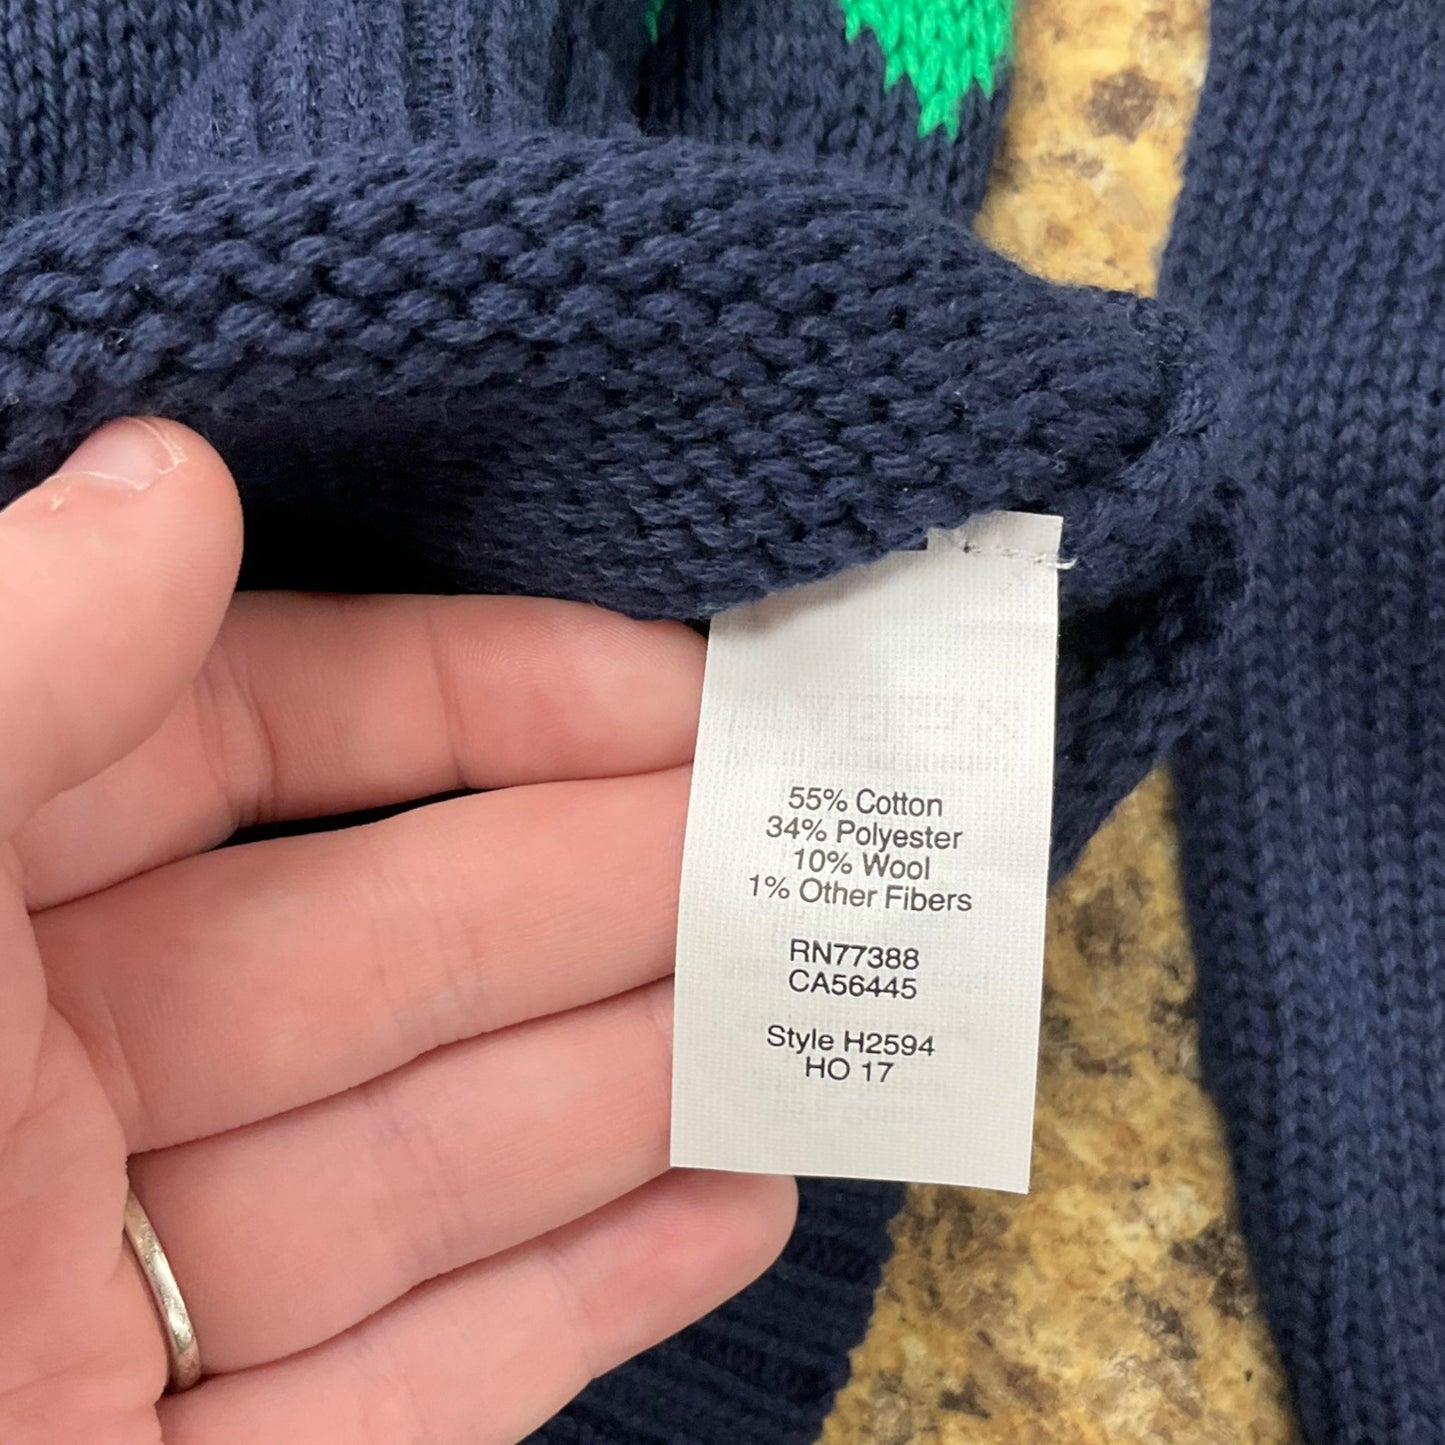 55% Cotton
34% Polyester
10% Wool
1% Other Fibers
RN77388
CA56445
Style H2594
HO 17